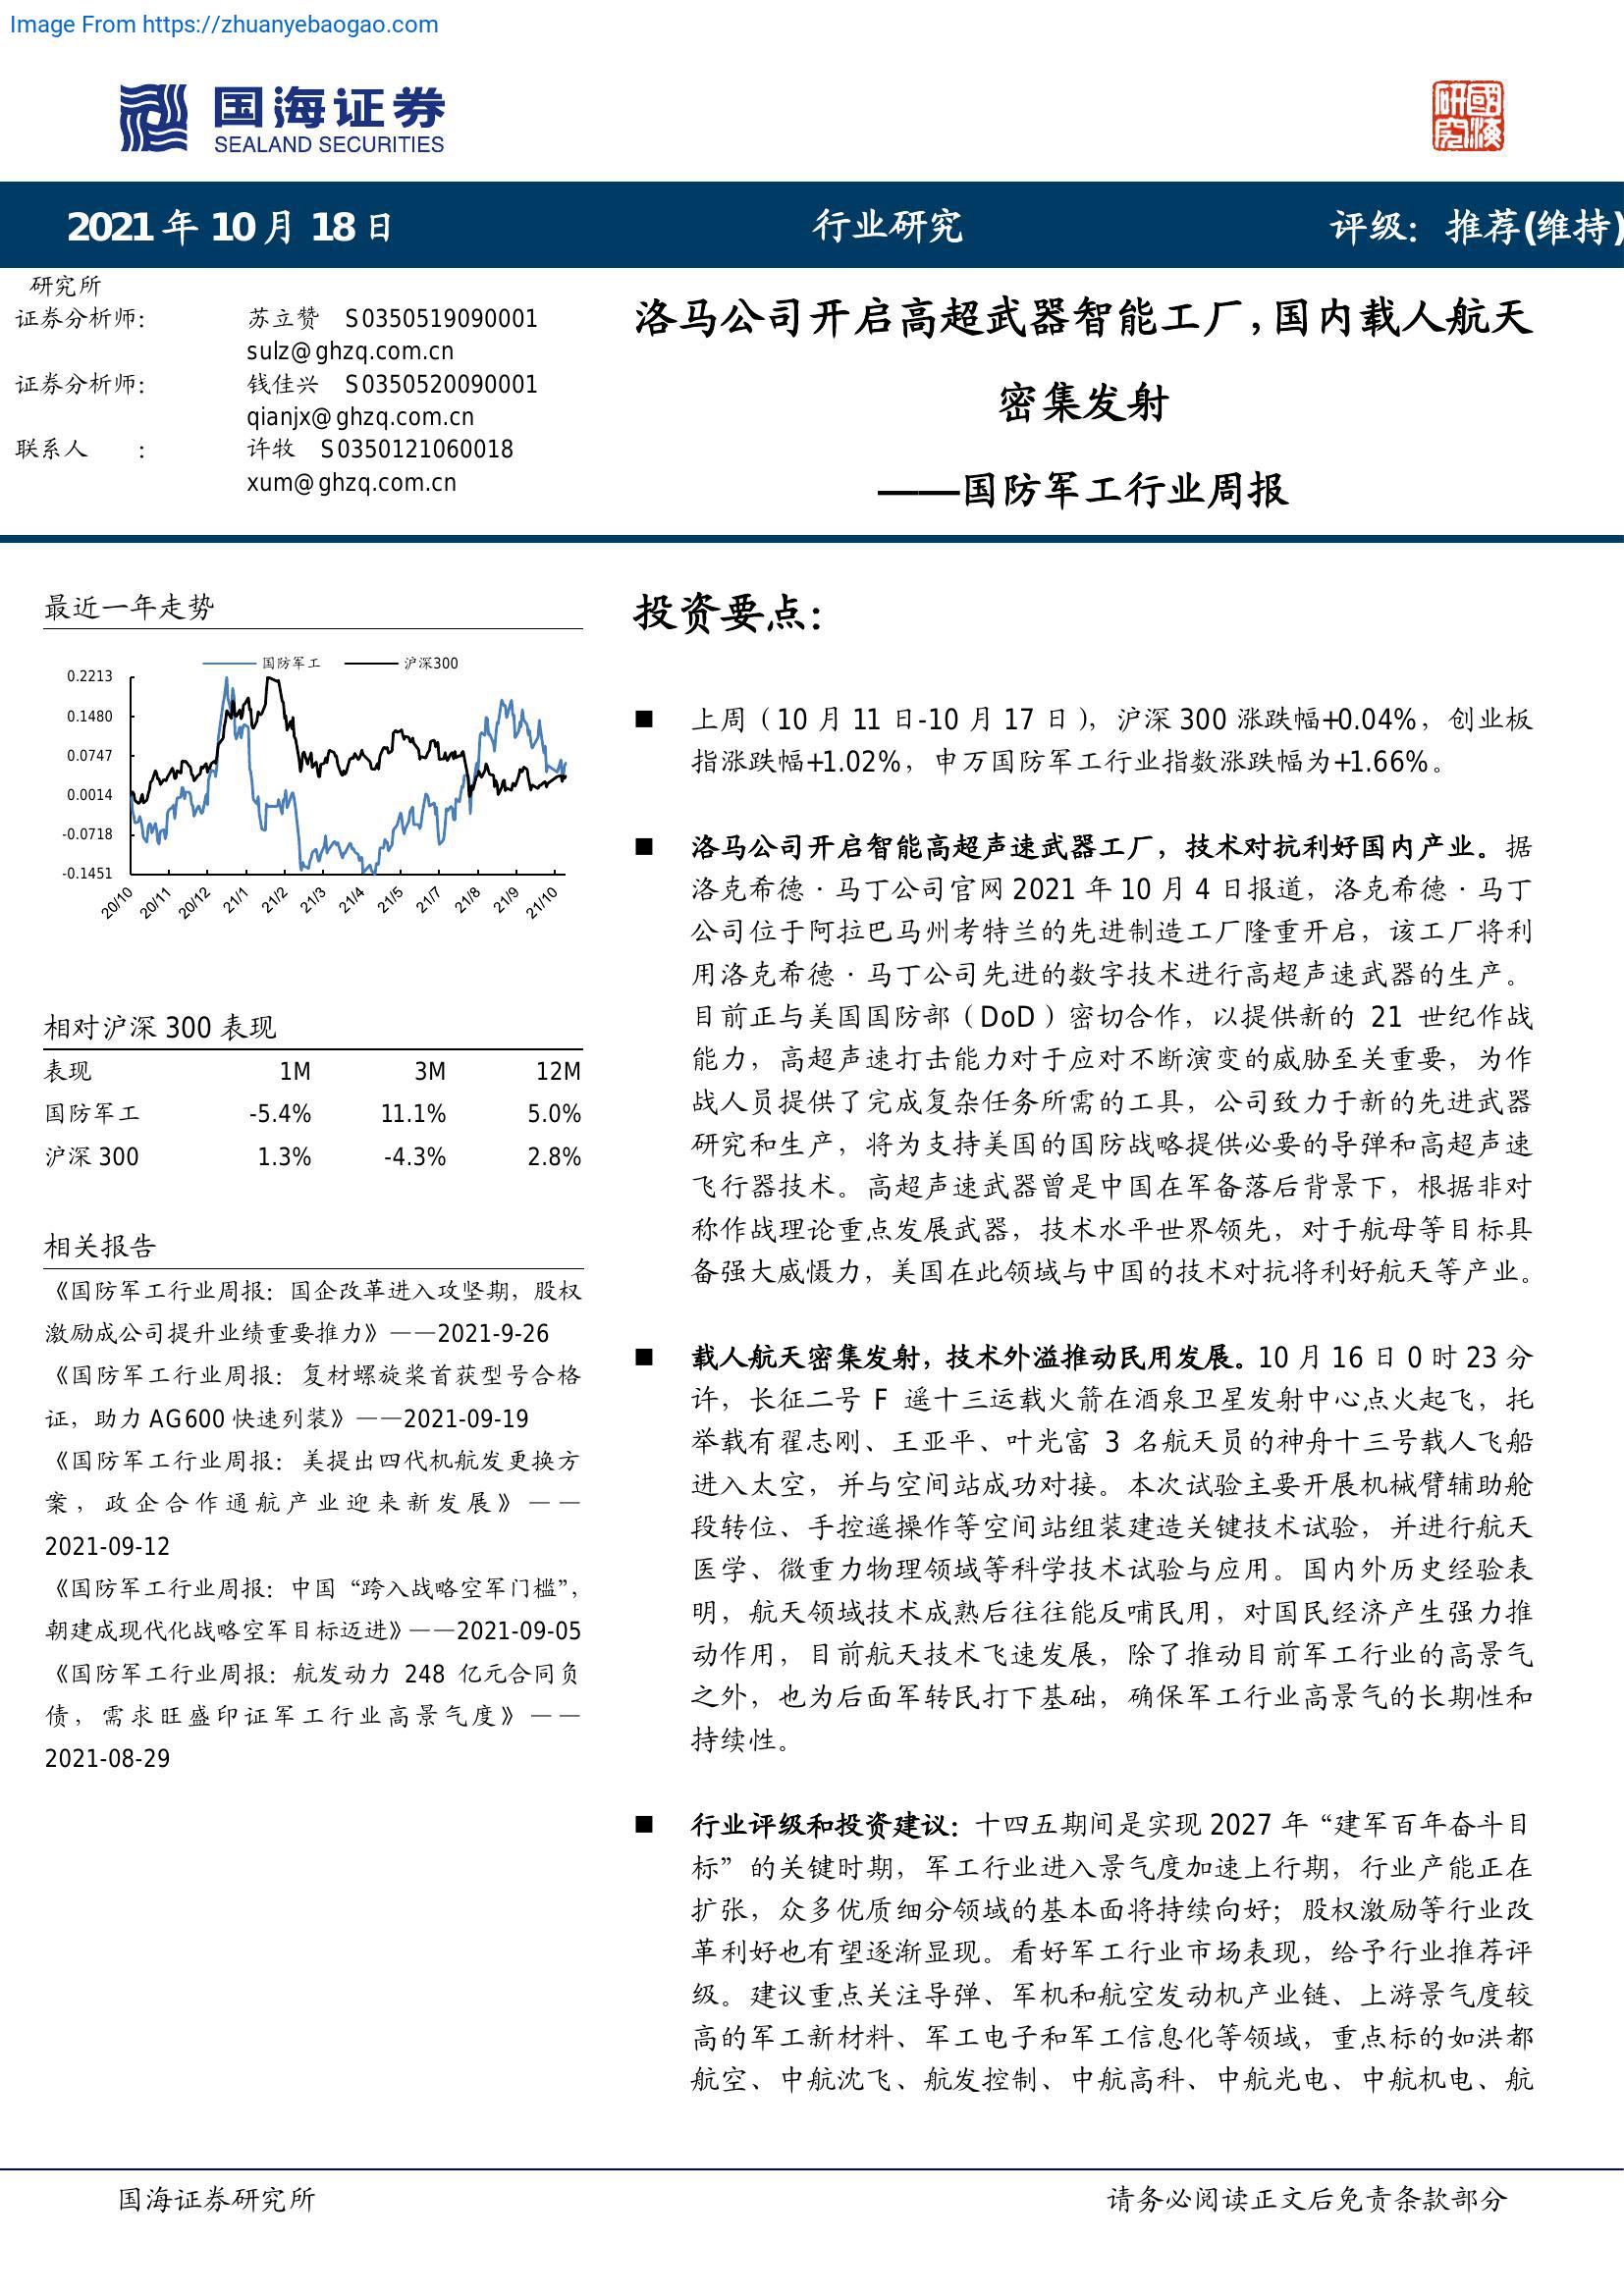 Image From https://zhuanyebaogao.com
国海证券
SEALAND SECURITIES
研國
究海
2021 年 10 月 18 日
行业研究
评级：推荐(维持)
研究所
证券分析师：
苏立赞 S0350519090001
sulz@ghzq.com.cn
证券分析师：
钱佳兴 S0350520090001
qianjx@ghzq.com.cn
联系人 ：
许牧 S0350121060018
xum@ghzq.com.cn
洛马公司开启高超武器智能工厂，国内载人航天
密集发射
——国防军工行业周报
最近一年走势
国防军工 沪深300
0.2213
0.1480
0.0747
0.0014
-0.0718
-0.1451
20/10 20/11 20/12 21/1 21/2 21/3 21/4 21/5 21/7 21/8 21/9 21/10
相对沪深 300 表现
表现 1M 3M 12M
国防军工 -5.4% 11.1% 5.0%
沪深 300 1.3% -4.3% 2.8%
相关报告
《国防军工行业周报：国企改革进入攻坚期，股权
激励成公司提升业绩重要推力》——2021-9-26
《国防军工行业周报：复材螺旋桨首获型号合格
证，助力 AG600 快速列装》——2021-09-19
《国防军工行业周报：美提出四代机航发更换方
案，政企合作通航产业迎来新发展》——
2021-09-12
《国防军工行业周报：中国“跨入战略空军门槛”，
朝建成现代化战略空军目标迈进》——2021-09-05
《国防军工行业周报：航发动力 248 亿元合同负
债，需求旺盛印证军工行业高景气度》——
2021-08-29
投资要点：
■ 上周（10 月 11 日-10 月 17 日），沪深 300 涨跌幅+0.04%，创业板
指涨跌幅+1.02%，申万国防军工行业指数涨跌幅为+1.66%。
■ 洛马公司开启智能高超声速武器工厂，技术对抗利好国内产业。据
洛克希德·马丁公司官网 2021 年 10 月 4 日报道，洛克希德·马丁
公司位于阿拉巴马州考特兰的先进制造工厂隆重开启，该工厂将利
用洛克希德·马丁公司先进的数字技术进行高超声速武器的生产。
目前正与美国国防部（DoD）密切合作，以提供新的 21 世纪作战
能力，高超声速打击能力对于应对不断演变的威胁至关重要，为作
战人员提供了完成复杂任务所需的工具，公司致力于新的先进武器
研究和生产，将为支持美国的国防战略提供必要的导弹和高超声速
飞行器技术。高超声速武器曾是中国在军备落后背景下，根据非对
称作战理论重点发展武器，技术水平世界领先，对于航母等目标具
备强大威慑力，美国在此领域与中国的技术对抗将利好航天等产业。
■ 载人航天密集发射，技术外溢推动民用发展。10 月 16 日 0 时 23 分
许，长征二号 F 遥十三运载火箭在酒泉卫星发射中心点火起飞，托
举载有翟志刚、王亚平、叶光富 3 名航天员的神舟十三号载人飞船
进入太空，并与空间站成功对接。本次试验主要开展机械臂辅助舱
段转位、手控遥操作等空间站组装建造关键技术试验，并进行航天
医学、微重力物理领域等科学技术试验与应用。国内外历史经验表
明，航天领域技术成熟后往往能反哺民用，对国民经济产生强力推
动作用，目前航天技术飞速发展，除了推动目前军工行业的高景气
之外，也为后面军转民打下基础，确保军工行业高景气的长期性和
持续性。
■ 行业评级和投资建议：十四五期间是实现 2027 年“建军百年奋斗目
标”的关键时期，军工行业进入景气度加速上行期，行业产能正在
扩张，众多优质细分领域的基本面将持续向好；股权激励等行业改
革利好也有望逐渐显现。看好军工行业市场表现，给予行业推荐评
级。建议重点关注导弹、军机和航空发动机产业链、上游景气度较
高的军工新材料、军工电子和军工信息化等领域，重点标的如洪都
航空、中航沈飞、航发控制、中航高科、中航光电、中航机电、航
国海证券研究所
请务必阅读正文后免责条款部分